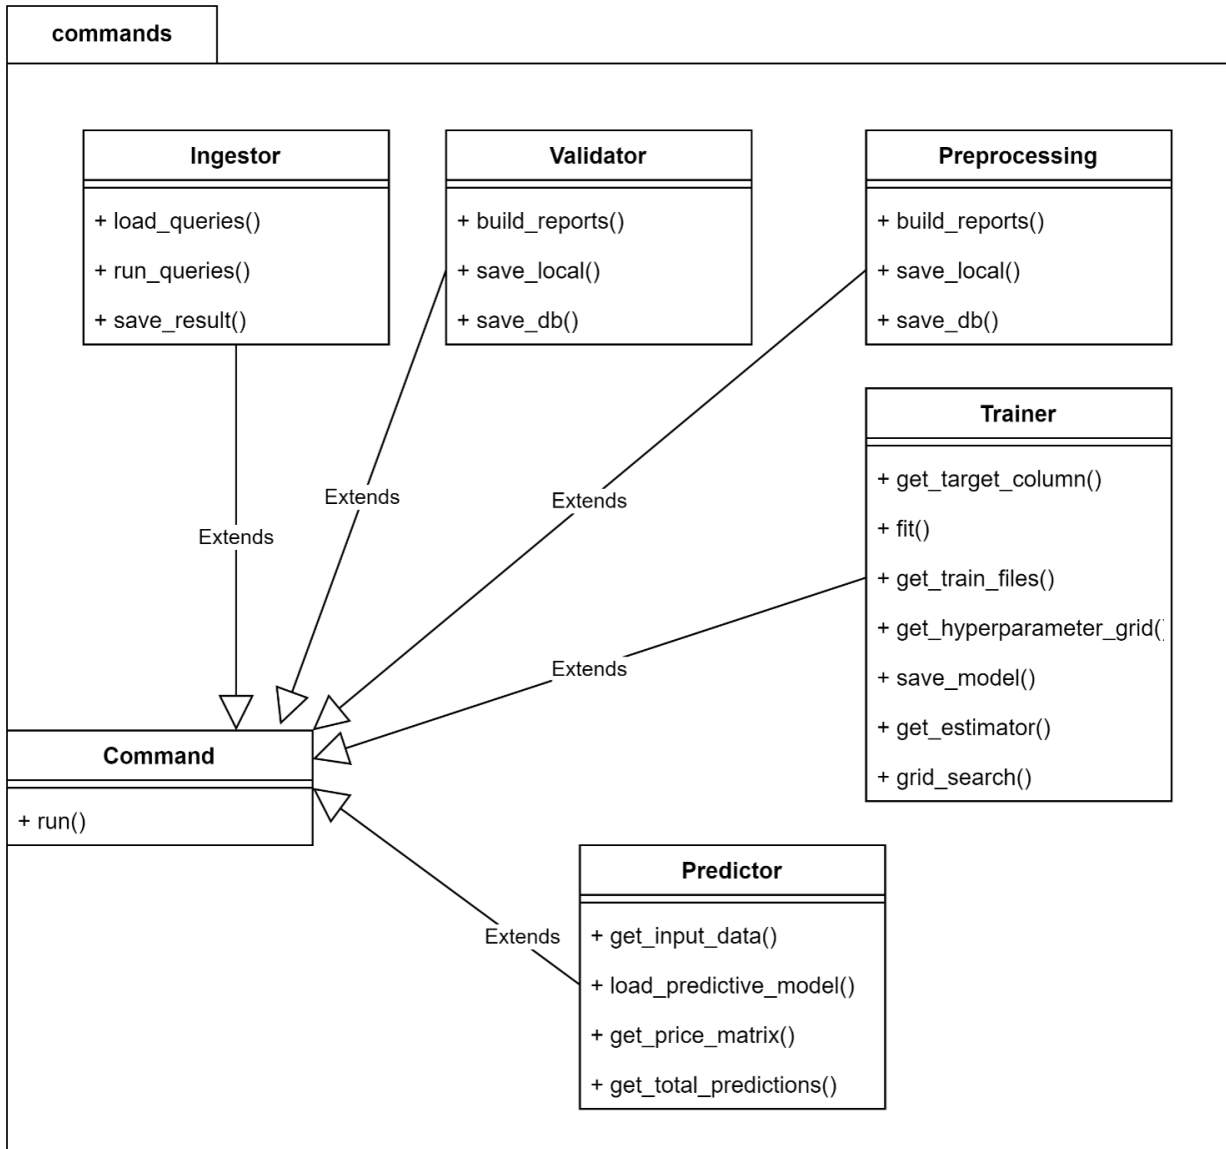 commands
Ingestor
+ load_queries()
+ run_queries()
+ save_result()
Validator
+ build_reports()
+ save_local()
+ save_db()
Preprocessing
+ build_reports()
+ save_local()
+ save_db()
Trainer
+ get_target_column()
+ fit()
+ get_train_files()
+ get_hyperparameter_grid(
+ save_model()
+ get_estimator()
+ grid_search()
Extends
Extends
Extends
Extends
Command
+ run()
Extends
Predictor
+ get_input_data()
+ load_predictive_model()
+ get_price_matrix()
+ get_total_predictions()